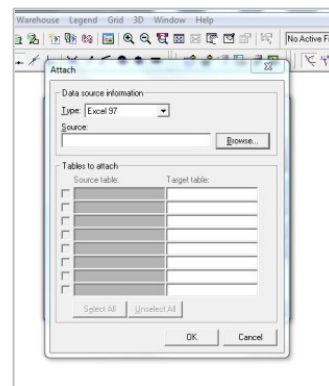 Warehouse Legend Grid 3D Window Help
No Active Fi
Attach
Data source information
Type: Excel 97
Source:
Browse...
Tables to attach
Source table: Target table:
Select All Unselect All
OK Cancel